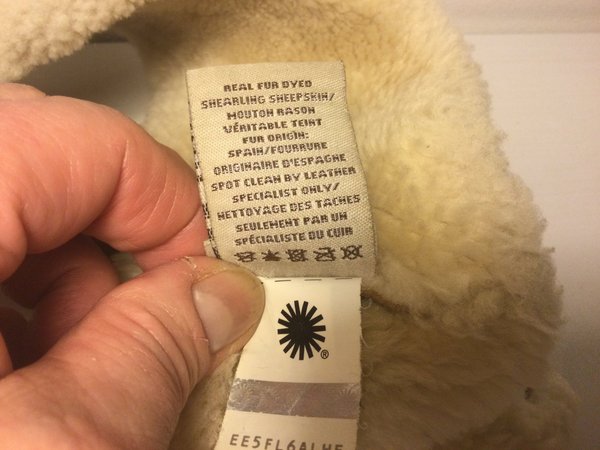 REAL FUR DYED
SHEARLING SHEEPSKIN/
MOUTON RASON
VÉRITABLE TEINT
FUR ORIGIN:
SPAIN/FOURRURE
ORIGINAIRE D'ESPAGNE
SPOT CLEAN BY LEATHER
SPECIALIST ONLY/
NETTOYAGE DES TACHES
SEULEMENT PAR UN
SPÉCIALISTE DU CUIR
®